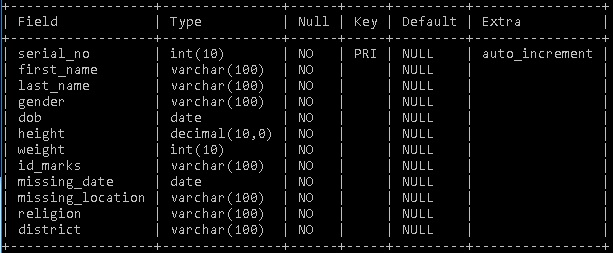 +------------------+---------------+------+-----+---------+----------------+
| Field            | Type          | Null | Key | Default | Extra          |
+------------------+---------------+------+-----+---------+----------------+
| serial_no        | int(10)       | NO   | PRI | NULL    | auto_increment |
| first_name       | varchar(100)  | NO   |     | NULL    |                |
| last_name        | varchar(100)  | NO   |     | NULL    |                |
| gender           | varchar(100)  | NO   |     | NULL    |                |
| dob              | date          | NO   |     | NULL    |                |
| height           | decimal(10,0) | NO   |     | NULL    |                |
| weight           | int(10)       | NO   |     | NULL    |                |
| id_marks         | varchar(100)  | NO   |     | NULL    |                |
| missing_date     | date          | NO   |     | NULL    |                |
| missing_location | varchar(100)  | NO   |     | NULL    |                |
| religion         | varchar(100)  | NO   |     | NULL    |                |
| district         | varchar(100)  | NO   |     | NULL    |                |
+------------------+---------------+------+-----+---------+----------------+